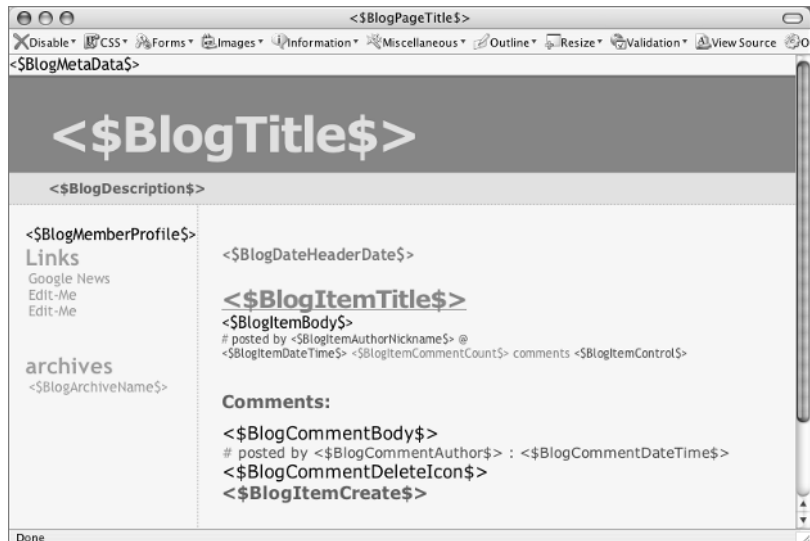 <$BlogPageTitle$>
Disable CSS Forms Images Information Miscellaneous Outline Resize Validation View Source O
<$BlogMetaData$>
<$BlogTitle$>
<$BlogDescription$>
<$BlogMemberProfile$>
Links
Google News
Edit-Me
Edit-Me
archives
<$BlogArchiveName$>
<$BlogDateHeaderDate$>
<$BlogItemTitle$>
<$BlogItemBody$>
# posted by <$BlogItemAuthorNickname$> @
<$BlogItemDateTime$> <$BlogItemCommentCount$> comments <$BlogItemControl$>
Comments:
<$BlogCommentBody$>
# posted by <$BlogCommentAuthor$> : <$BlogCommentDateTime$>
<$BlogCommentDeleteIcon$>
<$BlogItemCreate$>
Done